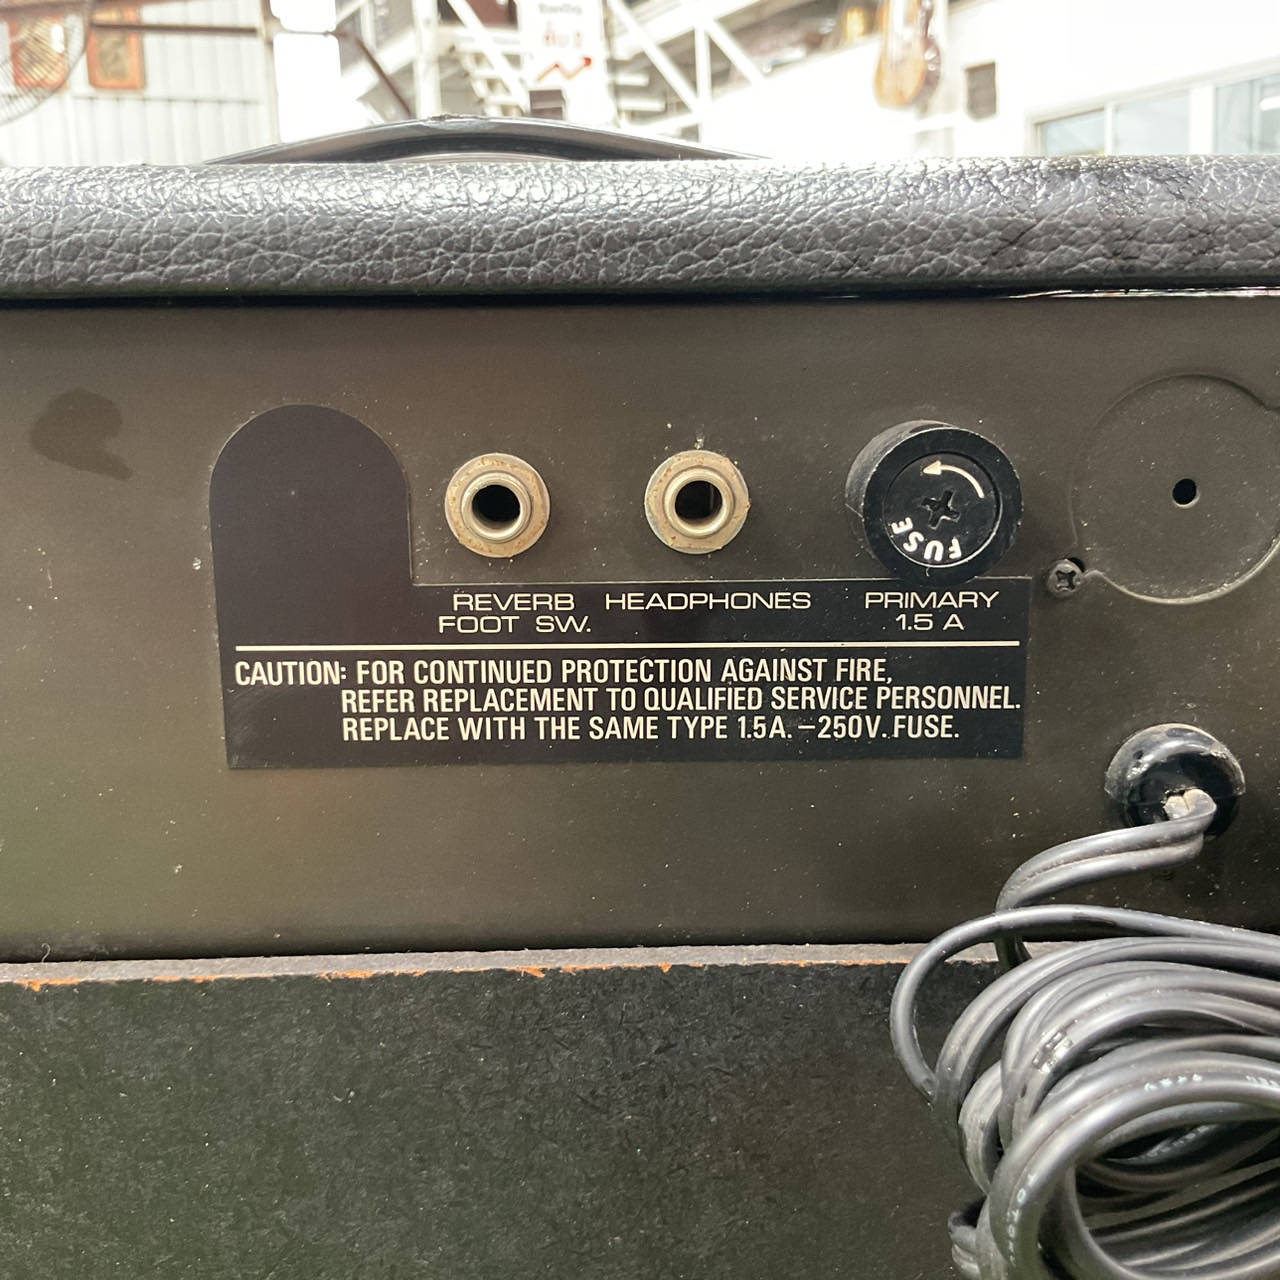 FUSE
REVERB HEADPHONES PRIMARY
FOOT SW. 1.5 A
CAUTION: FOR CONTINUED PROTECTION AGAINST FIRE,
REFER REPLACEMENT TO QUALIFIED SERVICE PERSONNEL.
REPLACE WITH THE SAME TYPE 1.5A.–250V. FUSE.